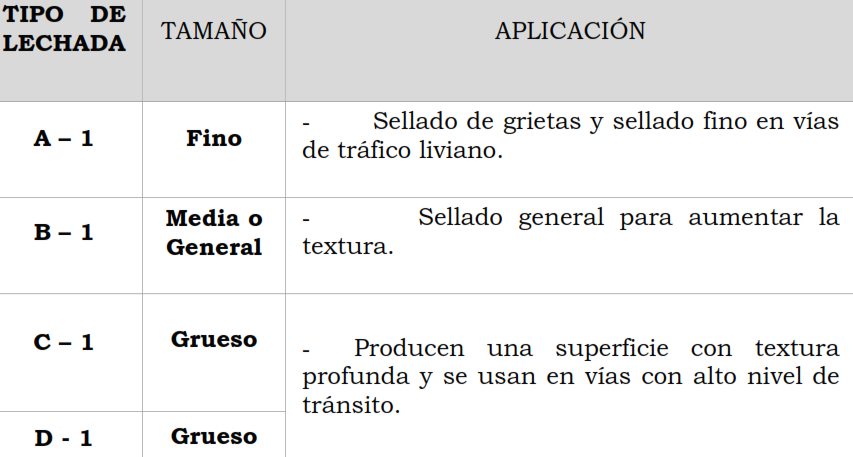 TIPO DE
LECHADA
TAMAÑO
APLICACIÓN
A – 1
Fino
- Sellado de grietas y sellado fino en vías
de tráfico liviano.
B – 1
Media o
General
- Sellado general para aumentar la
textura.
C – 1
Grueso
- Producen una superficie con textura
profunda y se usan en vías con alto nivel de
tránsito.
D - 1
Grueso